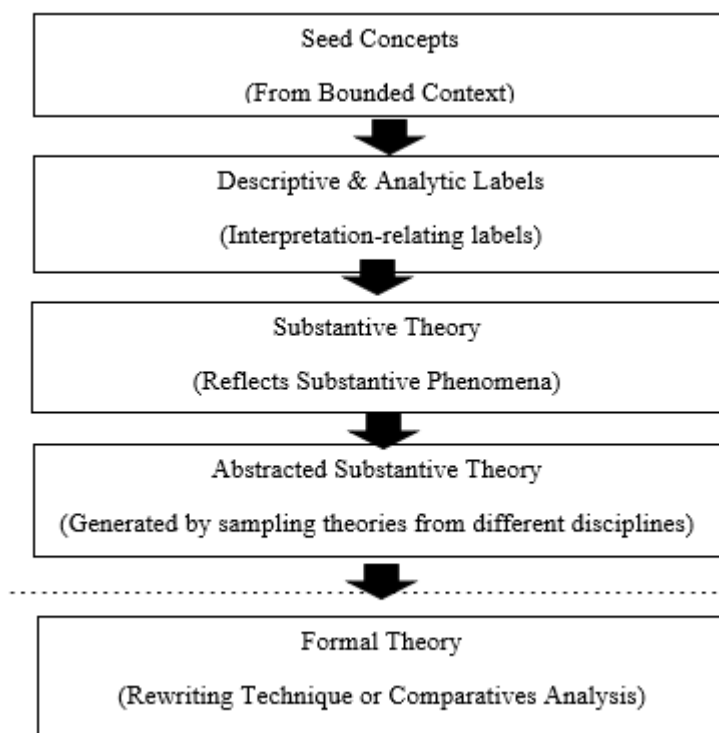 Seed Concepts
(From Bounded Context)
Descriptive & Analytic Labels
(Interpretation-relating labels)
Substantive Theory
(Reflects Substantive Phenomena)
Abstracted Substantive Theory
(Generated by sampling theories from different disciplines)
Formal Theory
(Rewriting Technique or Comparatives Analysis)